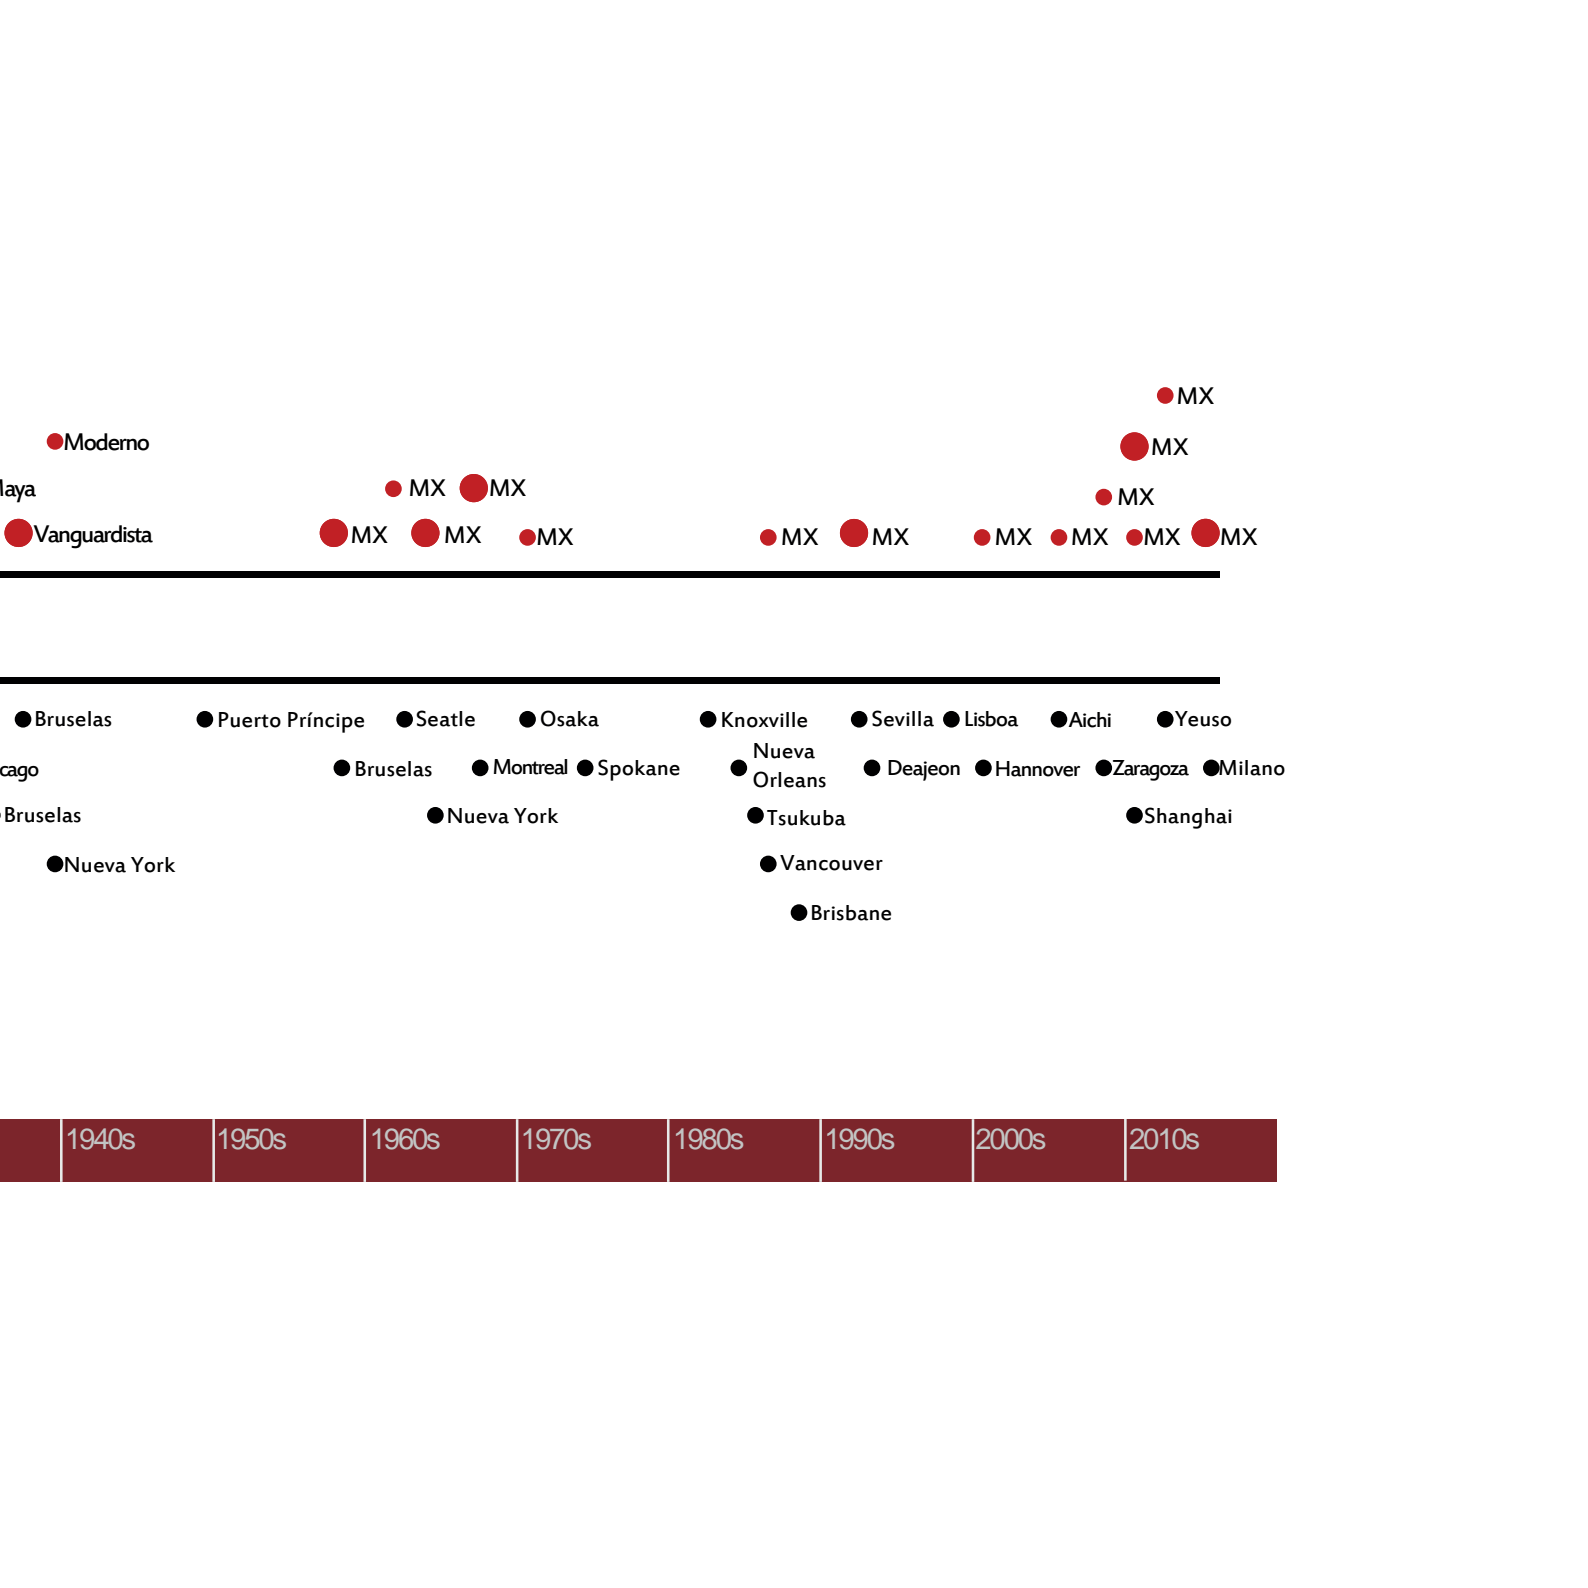 MX
Moderno
MX
Maya
MX
MX
MX
Vanguardista
MX
MX
MX
MX
MX
MX
MX
MX
MX
Bruselas
Puerto Príncipe
Seatle
Osaka
Knoxville
Sevilla
Lisboa
Aichi
Yeuso
cago
Bruselas
Montreal
Spokane
Nueva
Orleans
Deajeon
Hannover
Zaragoza
Milano
Bruselas
Nueva York
Tsukuba
Shanghai
Nueva York
Vancouver
Brisbane
1940s
1950s
1960s
1970s
1980s
1990s
2000s
2010s